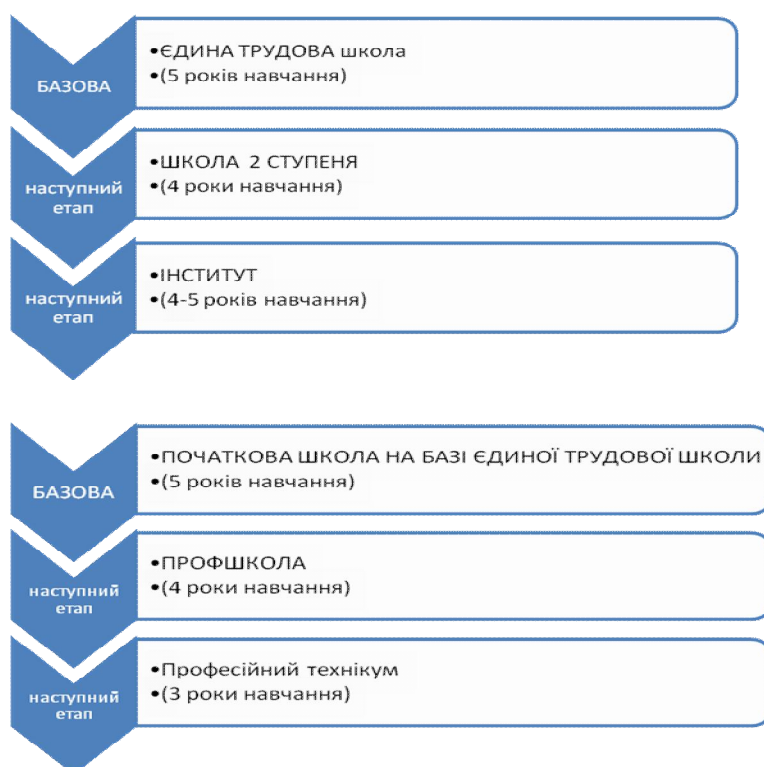 БАЗОВА
•ЄДИНА ТРУДОВА школа
•(5 років навчання)
наступний
етап
•ШКОЛА 2 СТУПЕНЯ
•(4 роки навчання)
наступний
етап
•ІНСТИТУТ
•(4-5 років навчання)
БАЗОВА
•ПОЧАТКОВА ШКОЛА НА БАЗІ ЄДИНОЇ ТРУДОВОЇ ШКОЛИ
•(5 років навчання)
наступний
етап
•ПРОФШКОЛА
•(4 роки навчання)
наступний
етап
•Професійний технікум
•(3 роки навчання)